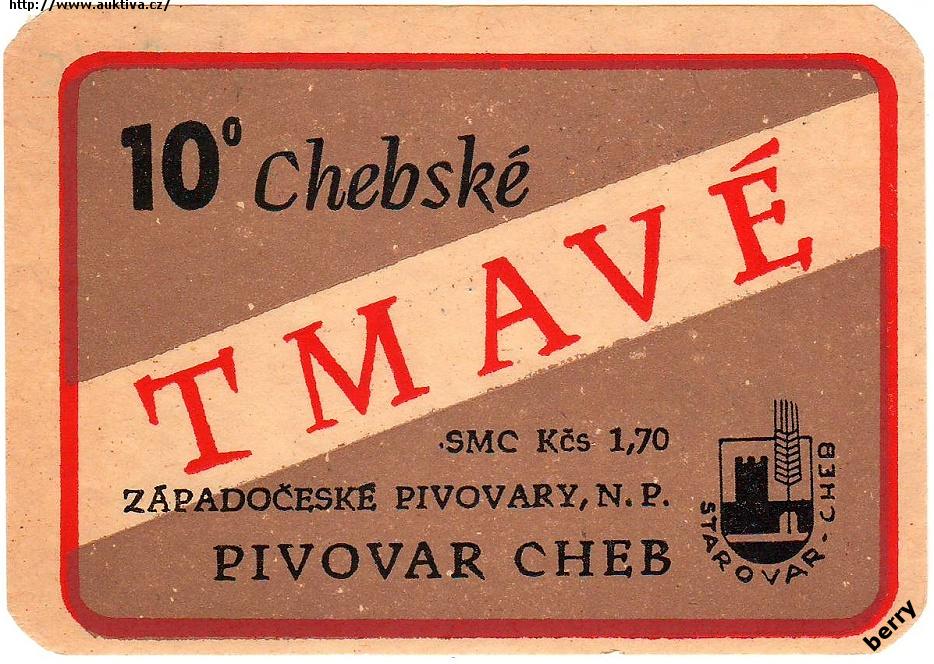 http://www.auktiva.cz/
10° Chebské
TMAVÉ
SMC Kčs 1,70
ZÁPADOČESKÉ PIVOVARY, N. P.
PIVOVAR CHEB
STAROVAR - CHEB
berry